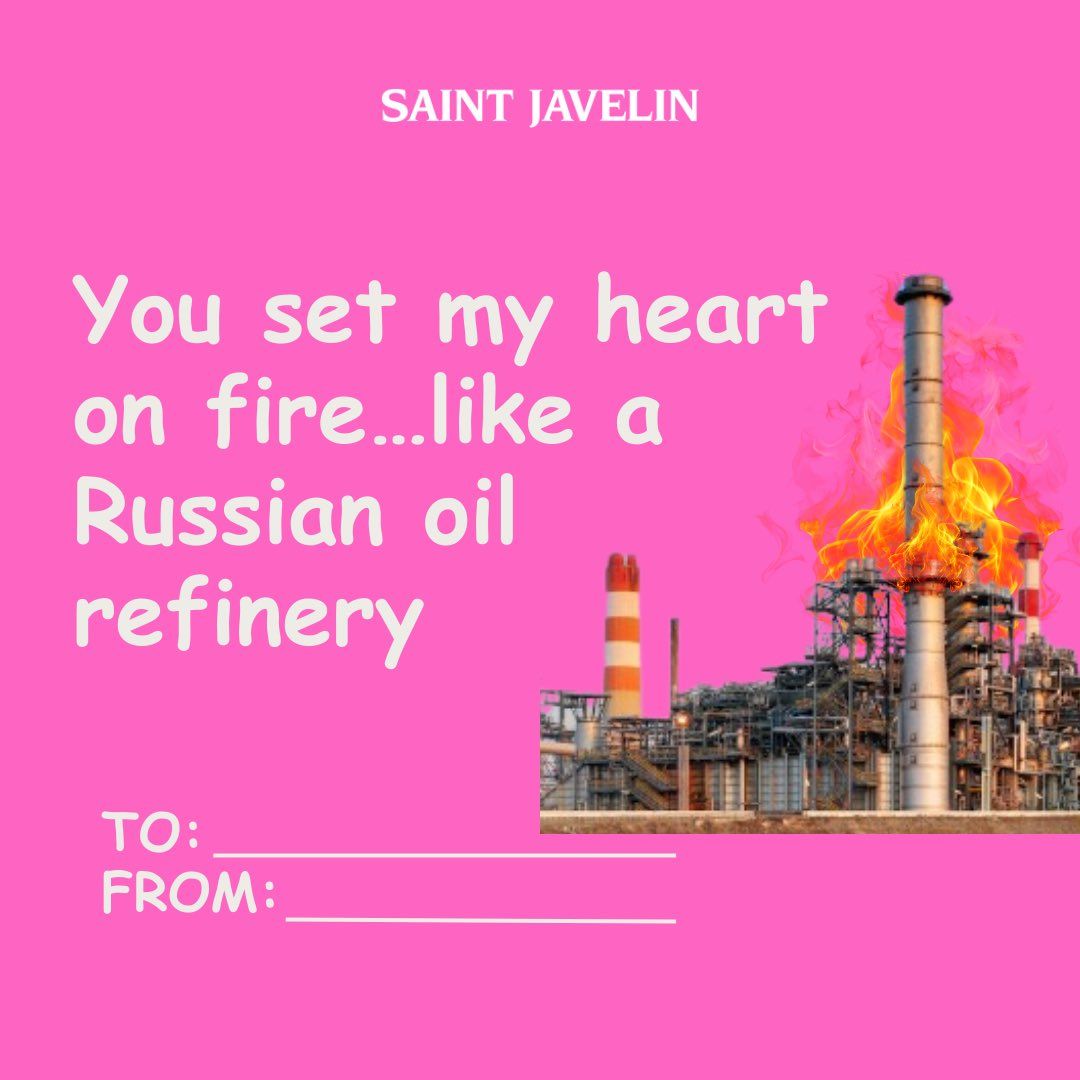 SAINT JAVELIN
You set my heart
on fire...like a
Russian oil
refinery
TO:
FROM: